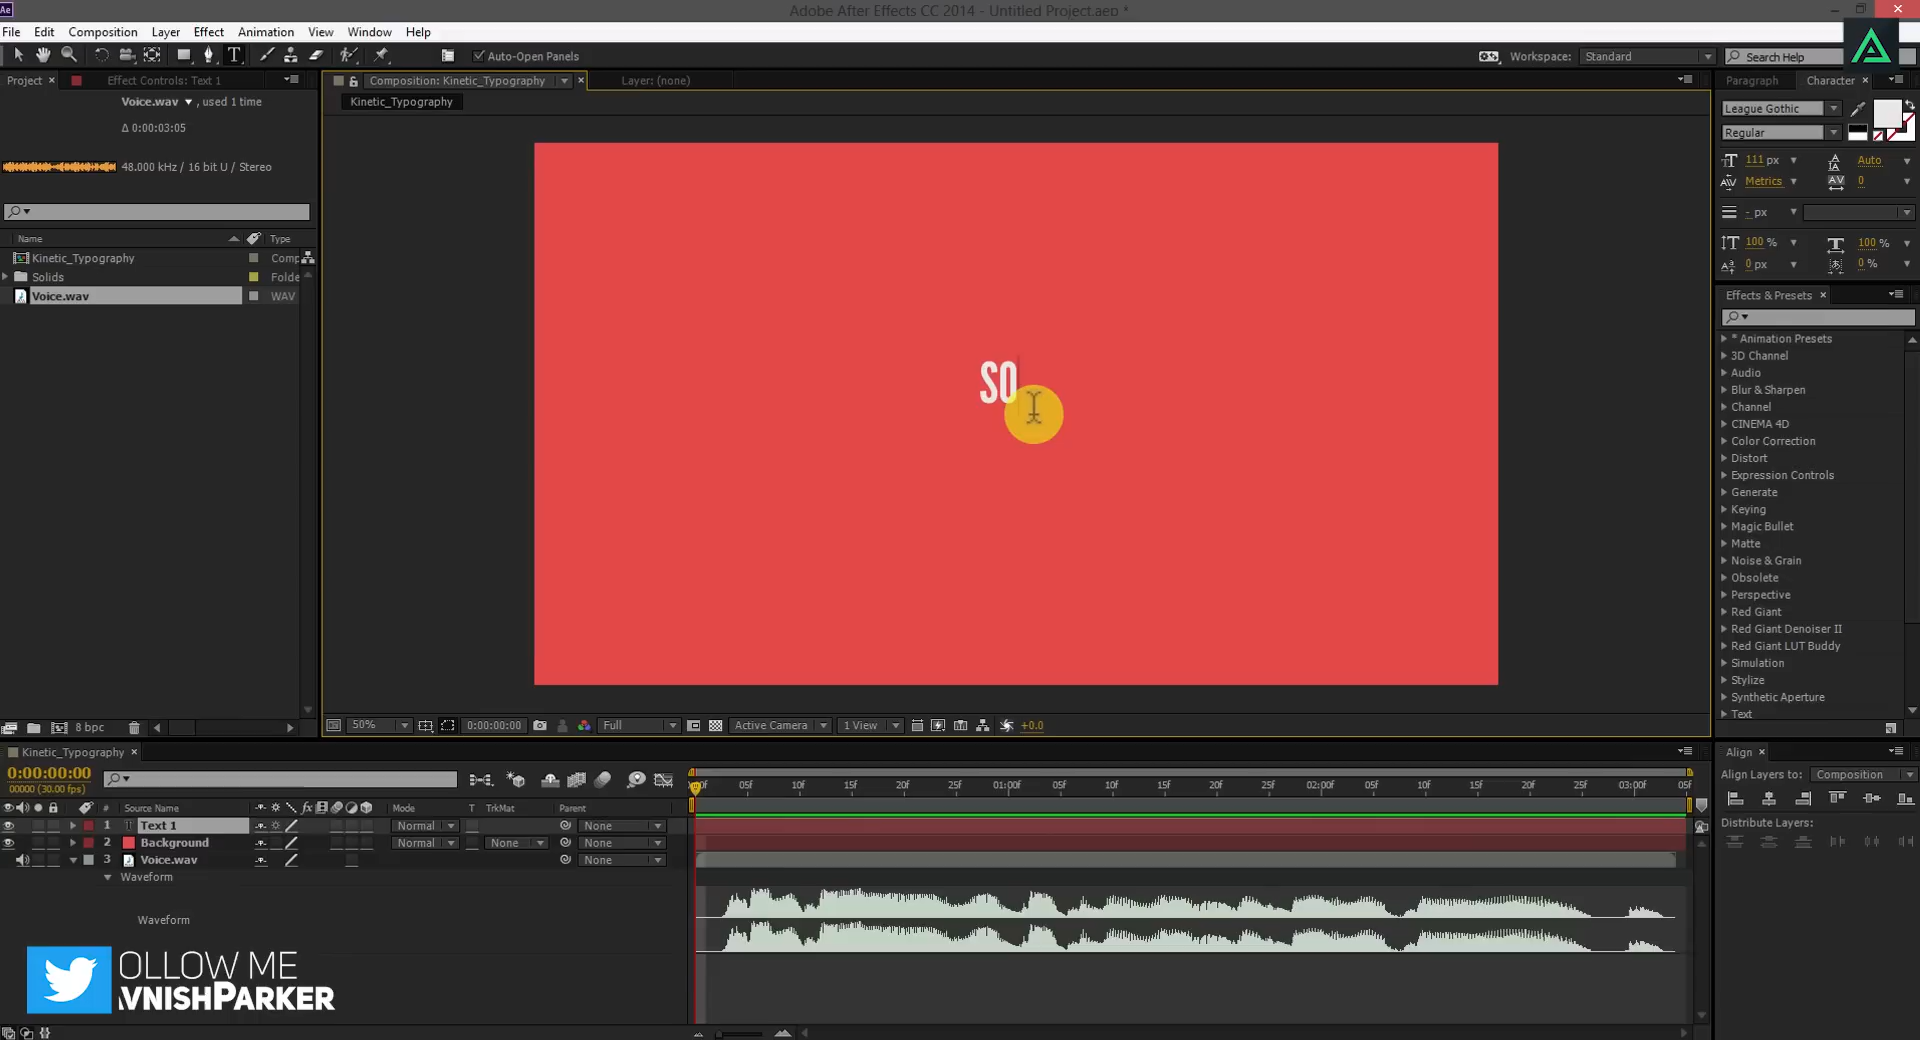 Ae Adobe After Effects CC 2014 - Untitled Project.aep *
File Edit Composition Layer Effect Animation View Window Help
Auto-Open Panels Workspace: Standard Search Help
Project Effect Controls: Text 1
Voice.wav , used 1 time
Δ 0:00:03:05
48.000 kHz / 16 bit U / Stereo
Name Type
Kinetic_Typography Comp
Solids Folde
Voice.wav WAV
8 bpc
Composition: Kinetic_Typography Layer: (none)
Kinetic_Typography
SO
50% 0:00:00:00 Full Active Camera 1 View +0.0
Paragraph Character
League Gothic
Regular
111 px Auto
Metrics 0
- px
100 % 100 %
0 px 0 %
Effects & Presets
* Animation Presets
3D Channel
Audio
Blur & Sharpen
Channel
CINEMA 4D
Color Correction
Distort
Expression Controls
Generate
Keying
Magic Bullet
Matte
Noise & Grain
Obsolete
Perspective
Red Giant
Red Giant Denoiser II
Red Giant LUT Buddy
Simulation
Stylize
Synthetic Aperture
Text
Kinetic_Typography
0:00:00:00
00000 (30.00 fps)
05f 10f 15f 20f 25f 01:00f 05f 10f 15f 20f 25f 02:00f 05f 10f 15f 20f 25f 03:00f 05f
# Source Name fx Mode T TrkMat Parent
1 T Text 1 Normal None
2 Background Normal None None
3 Voice.wav None
Waveform
Waveform
OLLOW ME
AVNISHPARKER
Align
Align Layers to: Composition
Distribute Layers: